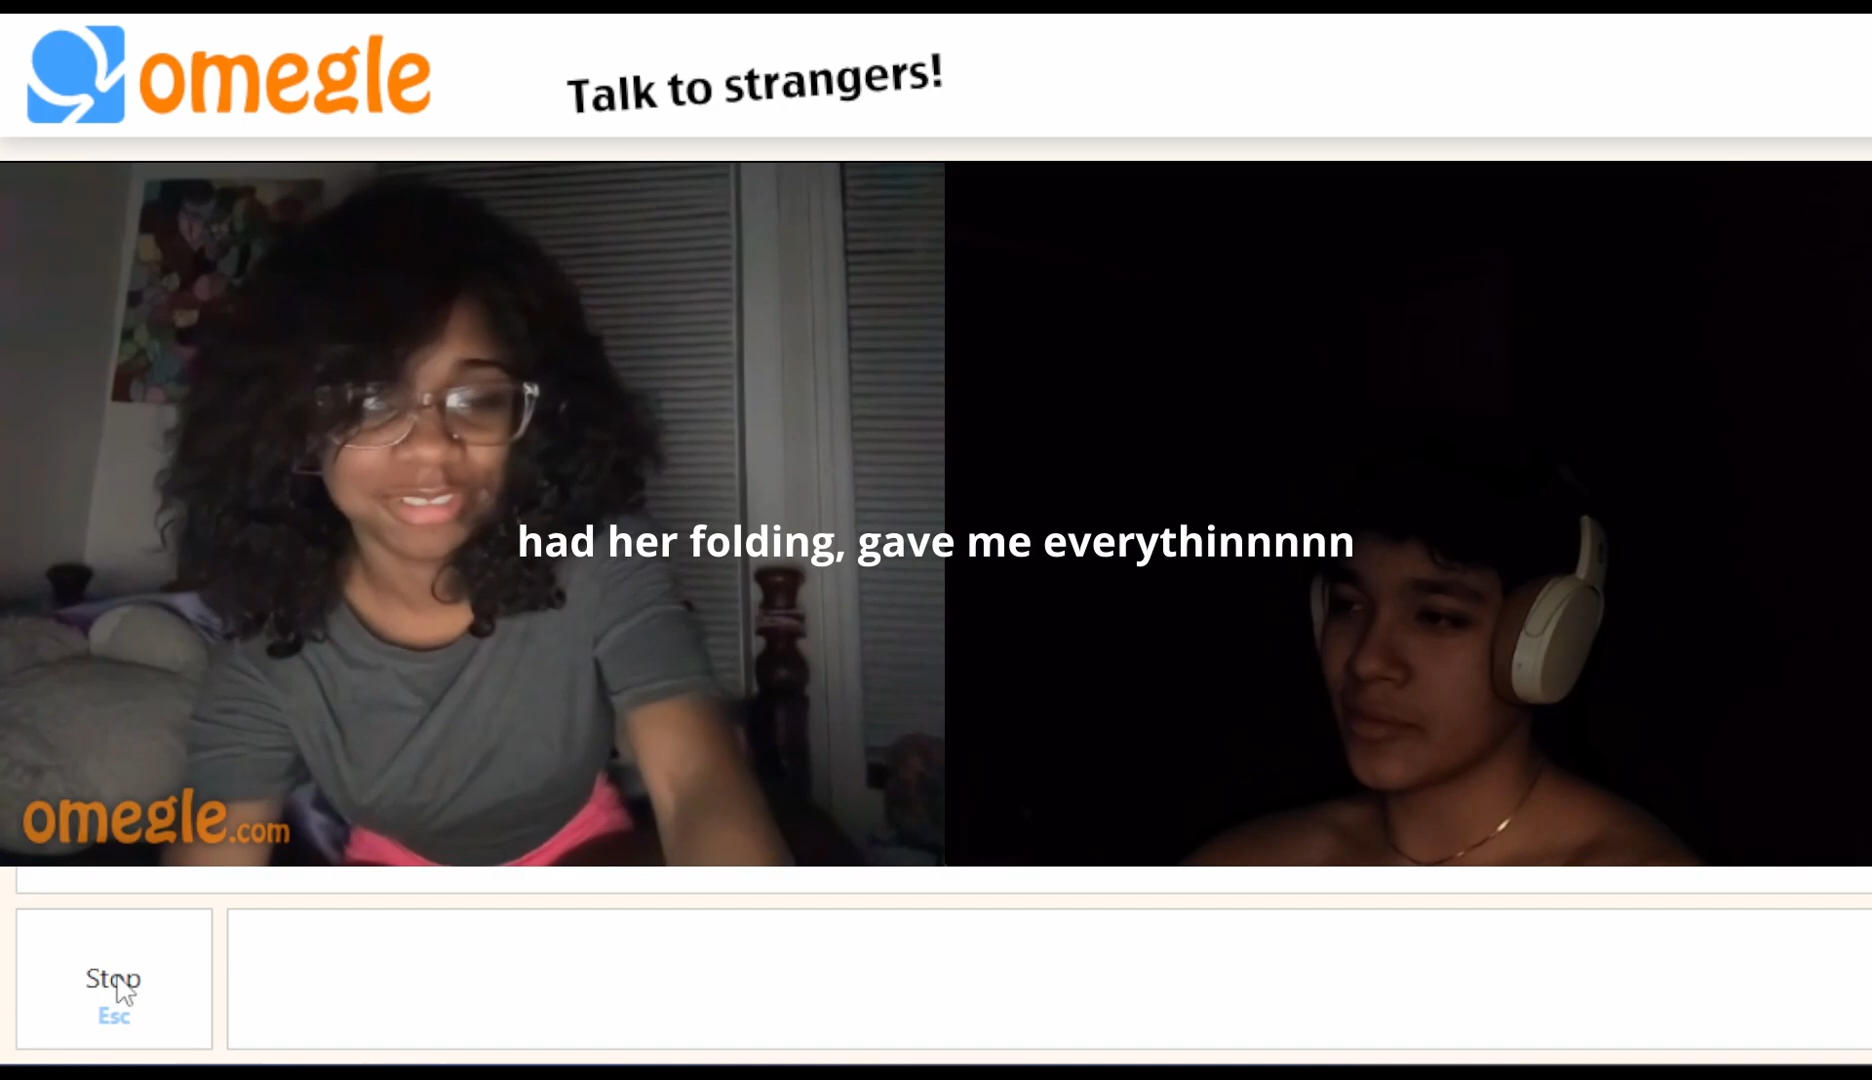 omegle
Talk to strangers!
had her folding, gave me everythinnnnn
omegle.com
Stop
Esc